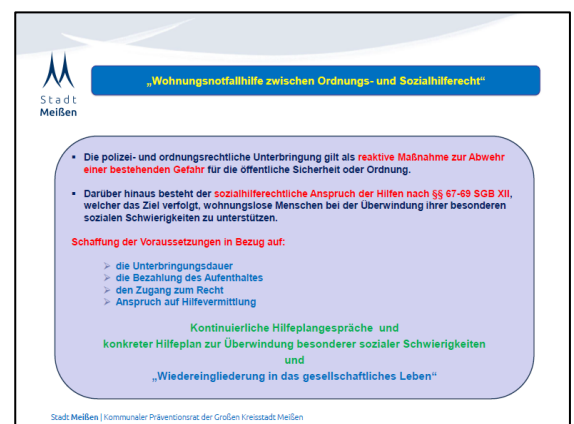 Stadt
Meißen
„Wohnungsnotfallhilfe zwischen Ordnungs- und Sozialhilferecht“
▪ Die polizei- und ordnungsrechtliche Unterbringung gilt als reaktive Maßnahme zur Abwehr
einer bestehenden Gefahr für die öffentliche Sicherheit oder Ordnung.
▪ Darüber hinaus besteht der sozialhilferechtliche Anspruch der Hilfen nach §§ 67-69 SGB XII,
welcher das Ziel verfolgt, wohnungslose Menschen bei der Überwindung ihrer besonderen
sozialen Schwierigkeiten zu unterstützen.
Schaffung der Voraussetzungen in Bezug auf:
➢ die Unterbringungsdauer
➢ die Bezahlung des Aufenthaltes
➢ den Zugang zum Recht
➢ Anspruch auf Hilfevermittlung
Kontinuierliche Hilfeplangespräche und
konkreter Hilfeplan zur Überwindung besonderer sozialer Schwierigkeiten
und
„Wiedereingliederung in das gesellschaftliches Leben“
Stadt Meißen | Kommunaler Präventionsrat der Großen Kreisstadt Meißen